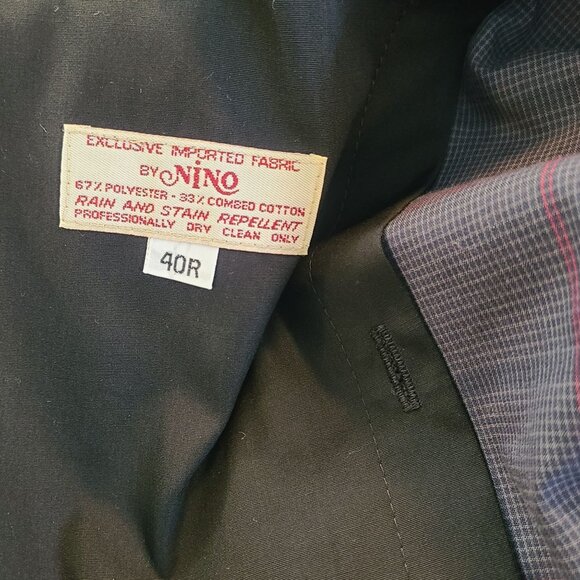 EXCLUSIVE IMPORTED FABRIC
BY NINO
67% POLYESTER - 33% COMBED COTTON
RAIN AND STAIN REPELLENT
PROFESSIONALLY DRY CLEAN ONLY
40R